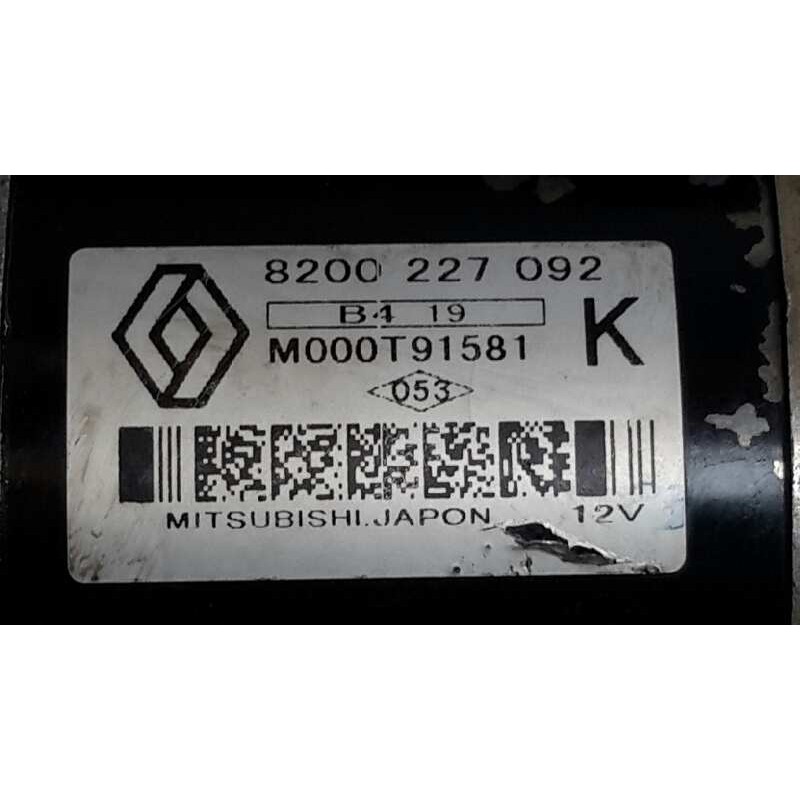 8200 227 092
B4 19
K
M000T91581
053
MITSUBISHI.JAPON 12V